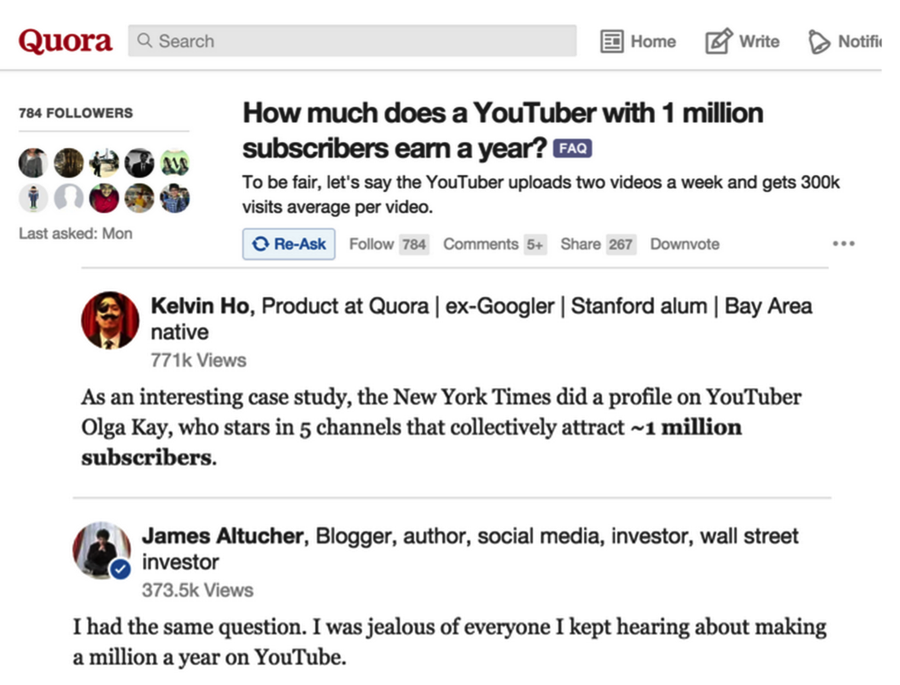 Quora
Search
Home
Write
Notifi
784 FOLLOWERS
Last asked: Mon
How much does a YouTuber with 1 million
subscribers earn a year? FAQ
To be fair, let's say the YouTuber uploads two videos a week and gets 300k
visits average per video.
Re-Ask Follow 784 Comments 5+ Share 267 Downvote
Kelvin Ho, Product at Quora | ex-Googler | Stanford alum | Bay Area
native
771k Views
As an interesting case study, the New York Times did a profile on YouTuber
Olga Kay, who stars in 5 channels that collectively attract ~1 million
subscribers.
James Altucher, Blogger, author, social media, investor, wall street
investor
373.5k Views
I had the same question. I was jealous of everyone I kept hearing about making
a million a year on YouTube.